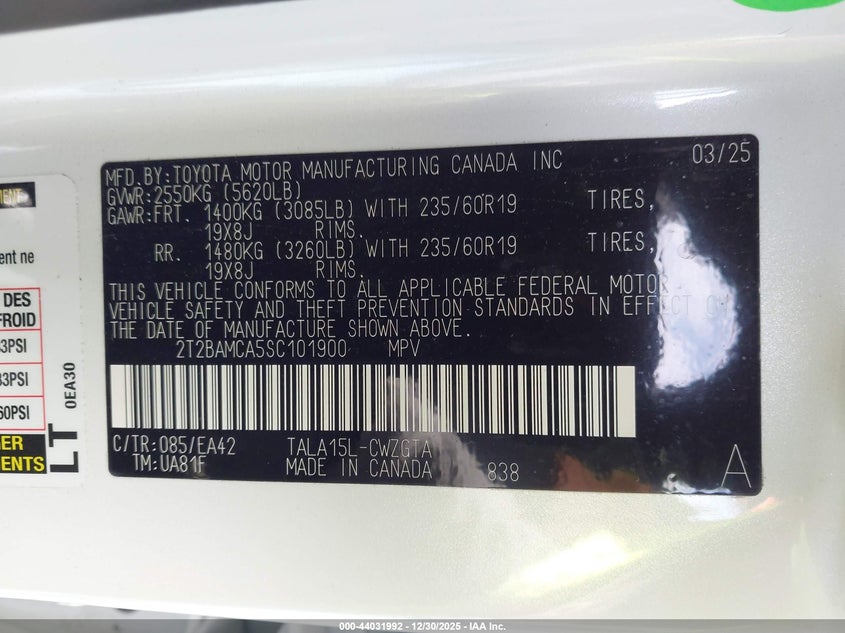 MENT
ent ne
DES
FROID
3PSI
3PSI
60PSI
ER
ENTS
LT
0EA30
MFD.BY:TOYOTA MOTOR MANUFACTURING CANADA INC 03/25
GVWR:2550KG (5620LB)
GAWR:FRT. 1400KG (3085LB) WITH 235/60R19 TIRES,
19X8J RIMS.
RR. 1480KG (3260LB) WITH 235/60R19 TIRES,
19X8J RIMS.
THIS VEHICLE CONFORMS TO ALL APPLICABLE FEDERAL MOTOR
VEHICLE SAFETY AND THEFT PREVENTION STANDARDS IN EFFECT ON
THE DATE OF MANUFACTURE SHOWN ABOVE.
2T2BAMCA5SC101900 MPV
C/TR:085/EA42 TALA15L-CWZGTA
TM:UA81F MADE IN CANADA 838 A
000-44031992 - 12/30/2025 - IAA Inc.